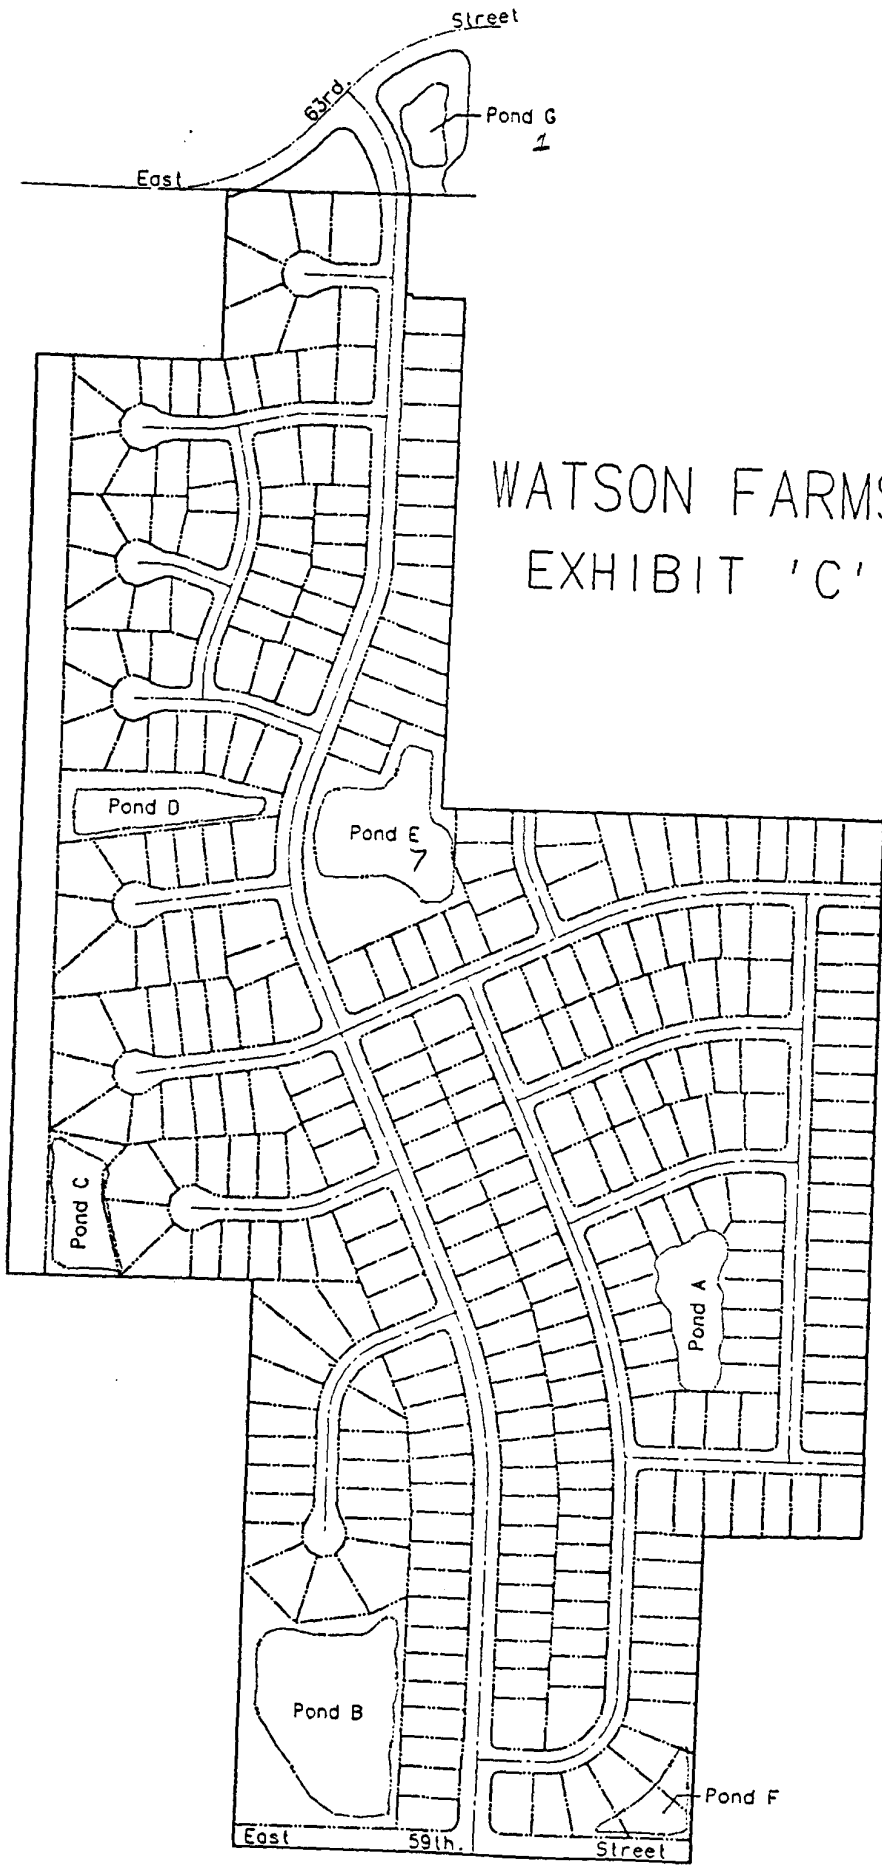 Street
63rd.
East
Pond G
1
WATSON FARMS
EXHIBIT 'C'
Pond D
Pond E
7
Pond C
Pond A
Pond B
Pond F
East 59th. Street